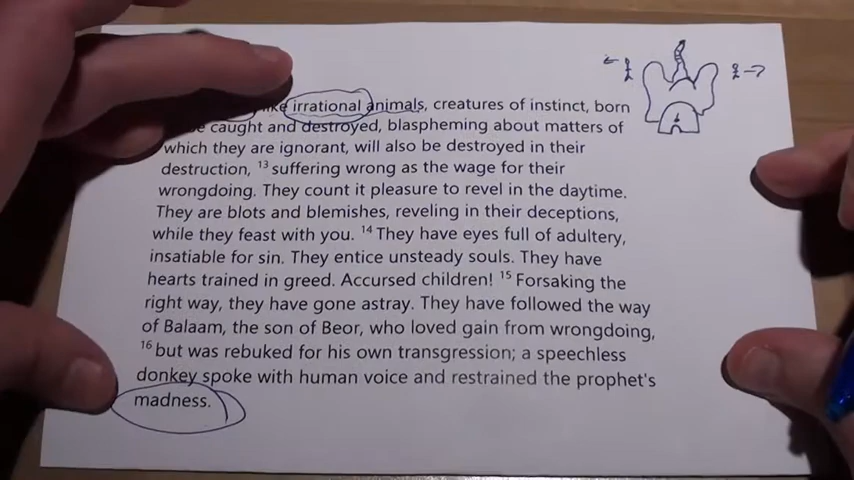 like irrational animals, creatures of instinct, born
caught and destroyed, blaspheming about matters of
which they are ignorant, will also be destroyed in their
destruction, 13 suffering wrong as the wage for their
wrongdoing. They count it pleasure to revel in the daytime.
They are blots and blemishes, reveling in their deceptions,
while they feast with you. 14 They have eyes full of adultery,
insatiable for sin. They entice unsteady souls. They have
hearts trained in greed. Accursed children! 15 Forsaking the
right way, they have gone astray. They have followed the way
of Balaam, the son of Beor, who loved gain from wrongdoing,
16 but was rebuked for his own transgression; a speechless
donkey spoke with human voice and restrained the prophet's
madness.